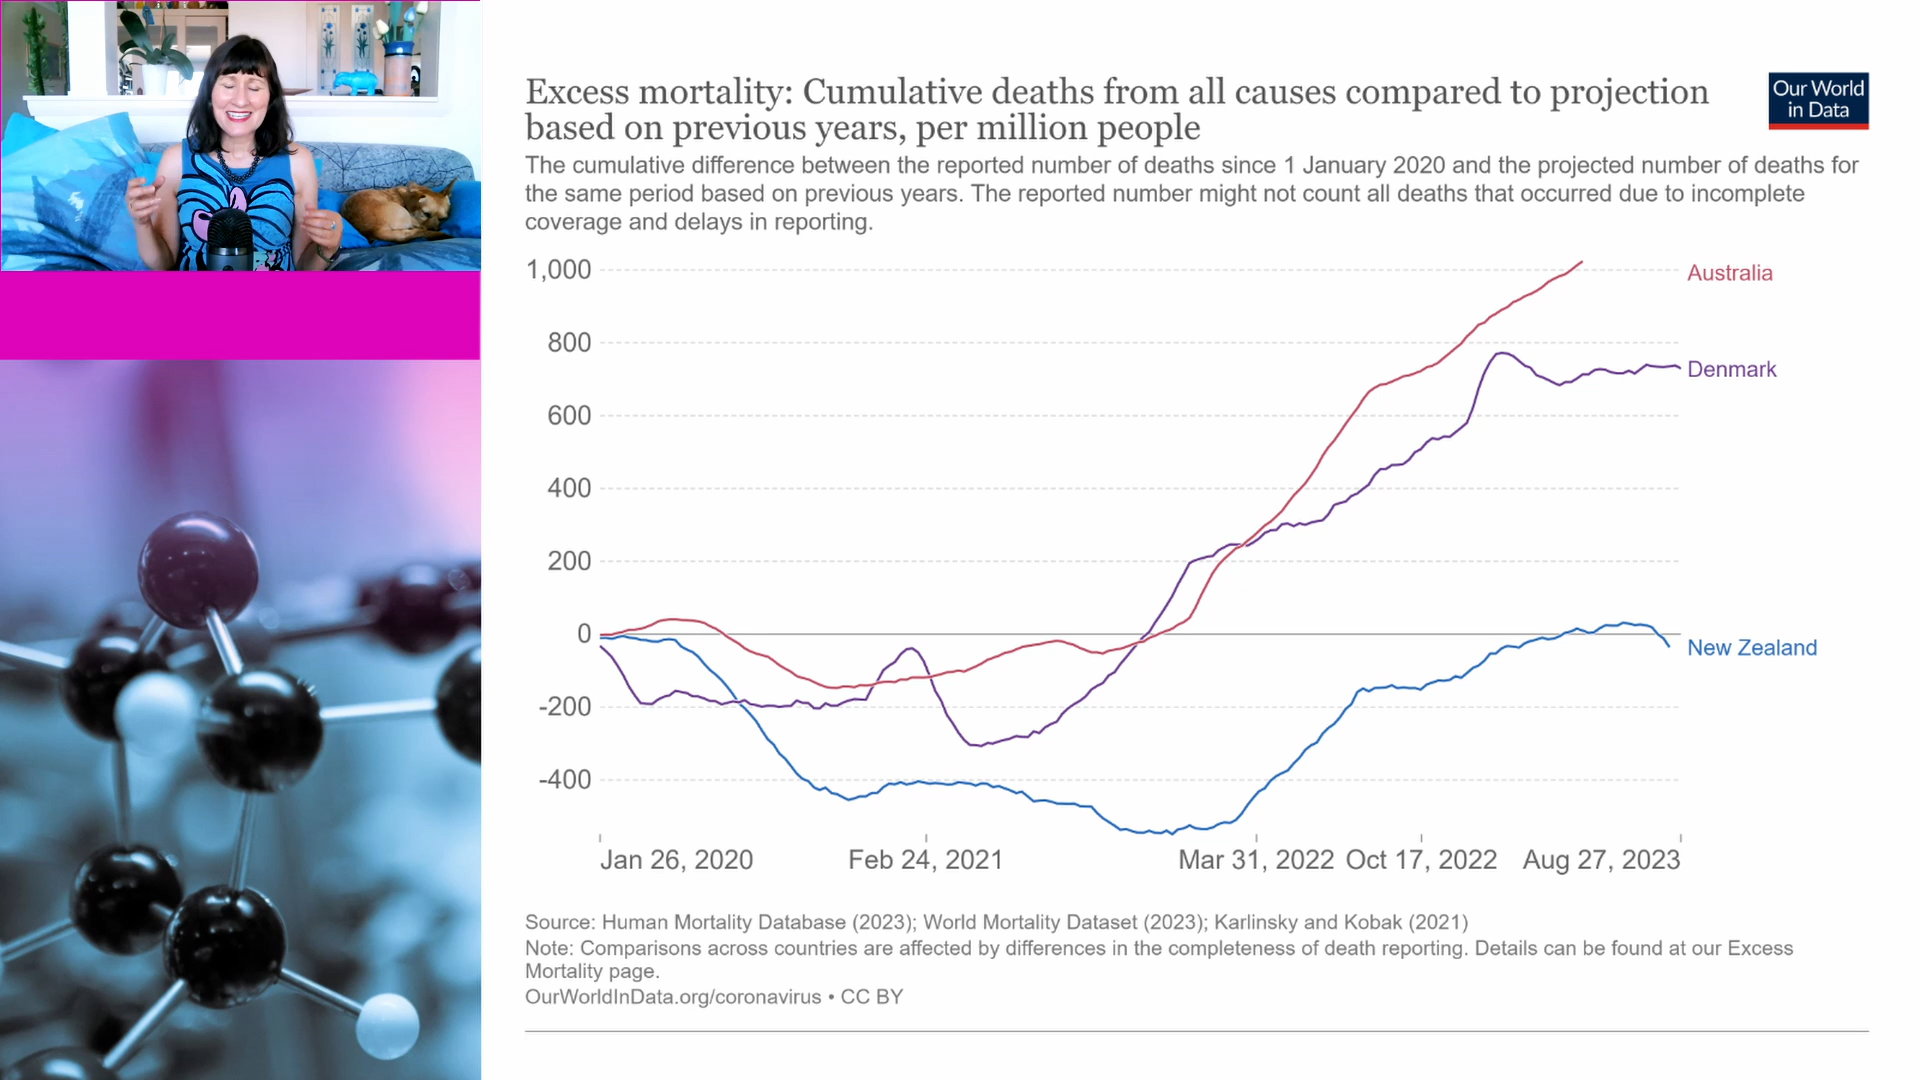 Excess mortality: Cumulative deaths from all causes compared to projection
based on previous years, per million people
Our World
in Data
The cumulative difference between the reported number of deaths since 1 January 2020 and the projected number of deaths for
the same period based on previous years. The reported number might not count all deaths that occurred due to incomplete
coverage and delays in reporting.
1,000
Australia
800
Denmark
600
400
200
0
New Zealand
-200
-400
Jan 26, 2020
Feb 24, 2021
Mar 31, 2022
Oct 17, 2022
Aug 27, 2023
Source: Human Mortality Database (2023); World Mortality Dataset (2023); Karlinsky and Kobak (2021)
Note: Comparisons across countries are affected by differences in the completeness of death reporting. Details can be found at our Excess
Mortality page.
OurWorldInData.org/coronavirus • CC BY